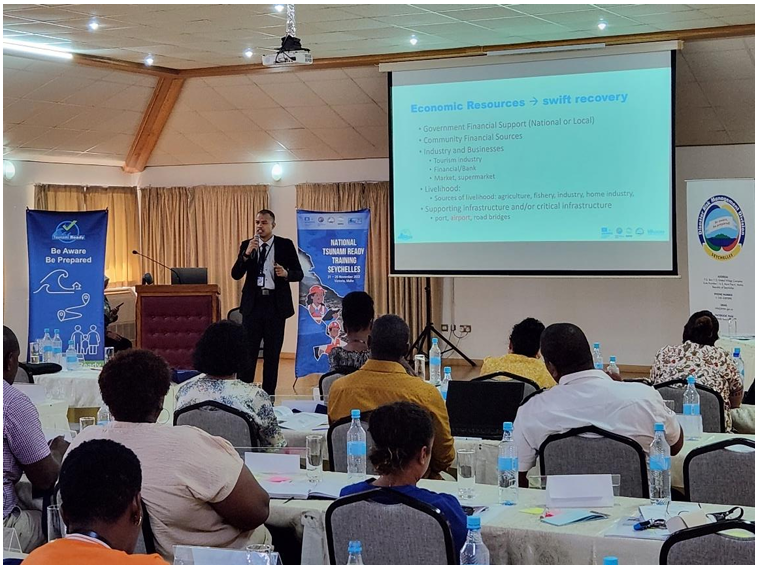 Economic Resources → swift recovery
• Government Financial Support (National or Local)
• Community Financial Sources
• Industry and Businesses
• Tourism industry
• Financial/Bank
• Market, supermarket
• Livelihood:
• Sources of livelihood: agriculture, fishery, industry, home industry,
• Supporting infrastructure and/or critical infrastructure
• port, airport, road bridges
Tsunami Ready
Be Aware
Be Prepared
NATIONAL
TSUNAMI READY
TRAINING
SEYCHELLES
SEYCHELLES